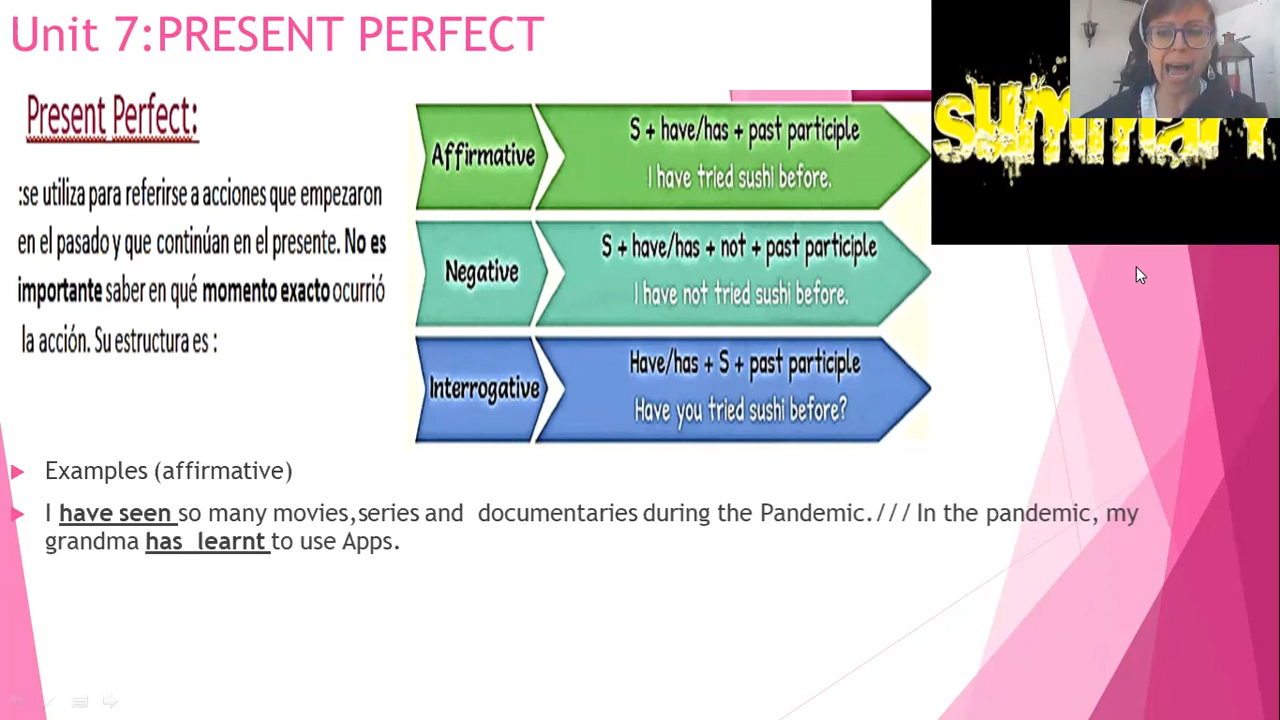 Unit 7:PRESENT PERFECT
Present Perfect:
:se utiliza para referirse a acciones que empezaron
en el pasado y que continúan en el presente. No es
importante saber en qué momento exacto ocurrió
la acción. Su estructura es :
Affirmative
S + have/has + past participle
I have tried sushi before.
Negative
S + have/has + not + past participle
I have not tried sushi before.
Interrogative
Have/has + S + past participle
Have you tried sushi before?
summary
Examples (affirmative)
I have seen so many movies,series and documentaries during the Pandemic./// In the pandemic, my
grandma has learnt to use Apps.